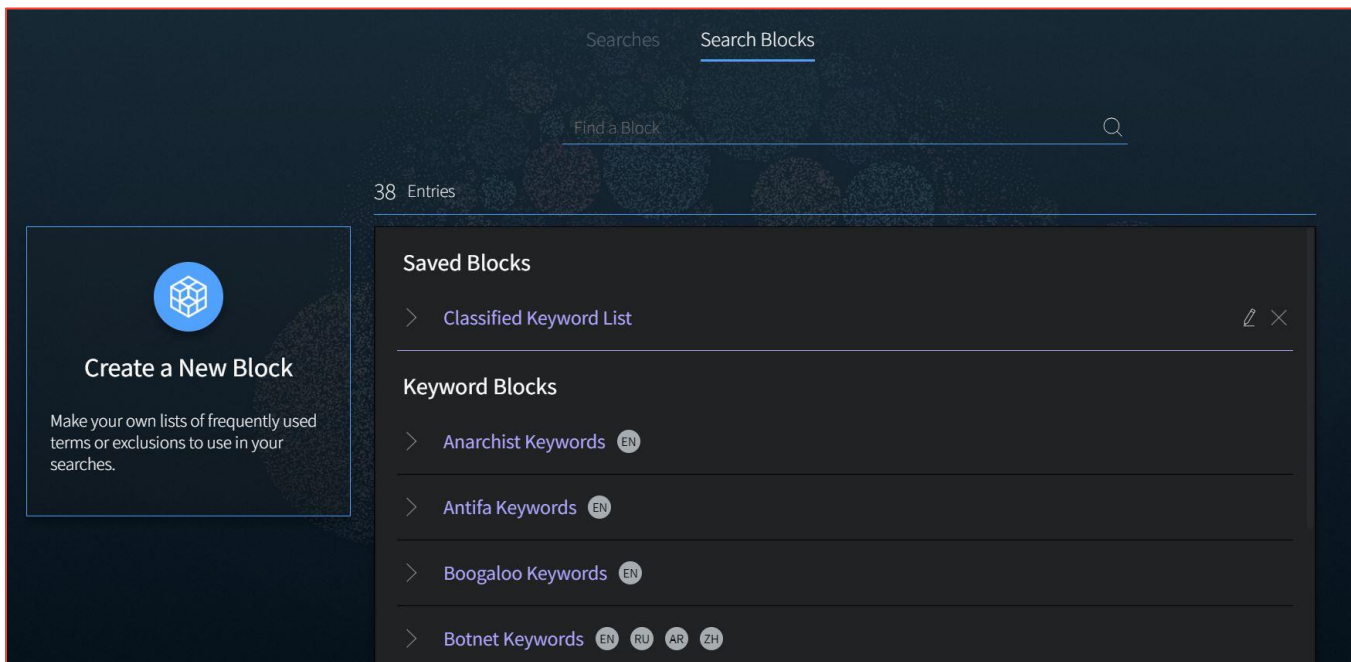 Searches Search Blocks
Find a Block
38 Entries
Create a New Block
Make your own lists of frequently used
terms or exclusions to use in your
searches.
Saved Blocks
Classified Keyword List
Keyword Blocks
Anarchist Keywords EN
Antifa Keywords EN
Boogaloo Keywords EN
Botnet Keywords EN RU AR ZH